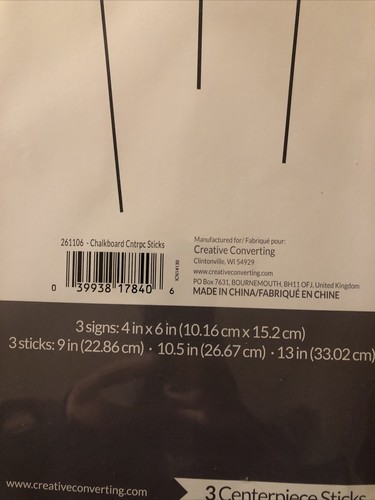 261106 - Chalkboard Cntrpc Sticks
0 39938 17840 6
Manufactured for/ Fabriqué pour:
Creative Converting
Clintonville, WI 54929
www.creativeconverting.com
PO Box 7631, BOURNEMOUTH, BH11 OFJ, United Kingdom
MADE IN CHINA/FABRIQUÉ EN CHINE
3 signs: 4 in x 6 in (10.16 cm x 15.2 cm)
3 sticks: 9 in (22.86 cm) · 10.5 in (26.67 cm) · 13 in (33.02 cm)
www.creativeconverting.com
3 Centerpiece Sticks